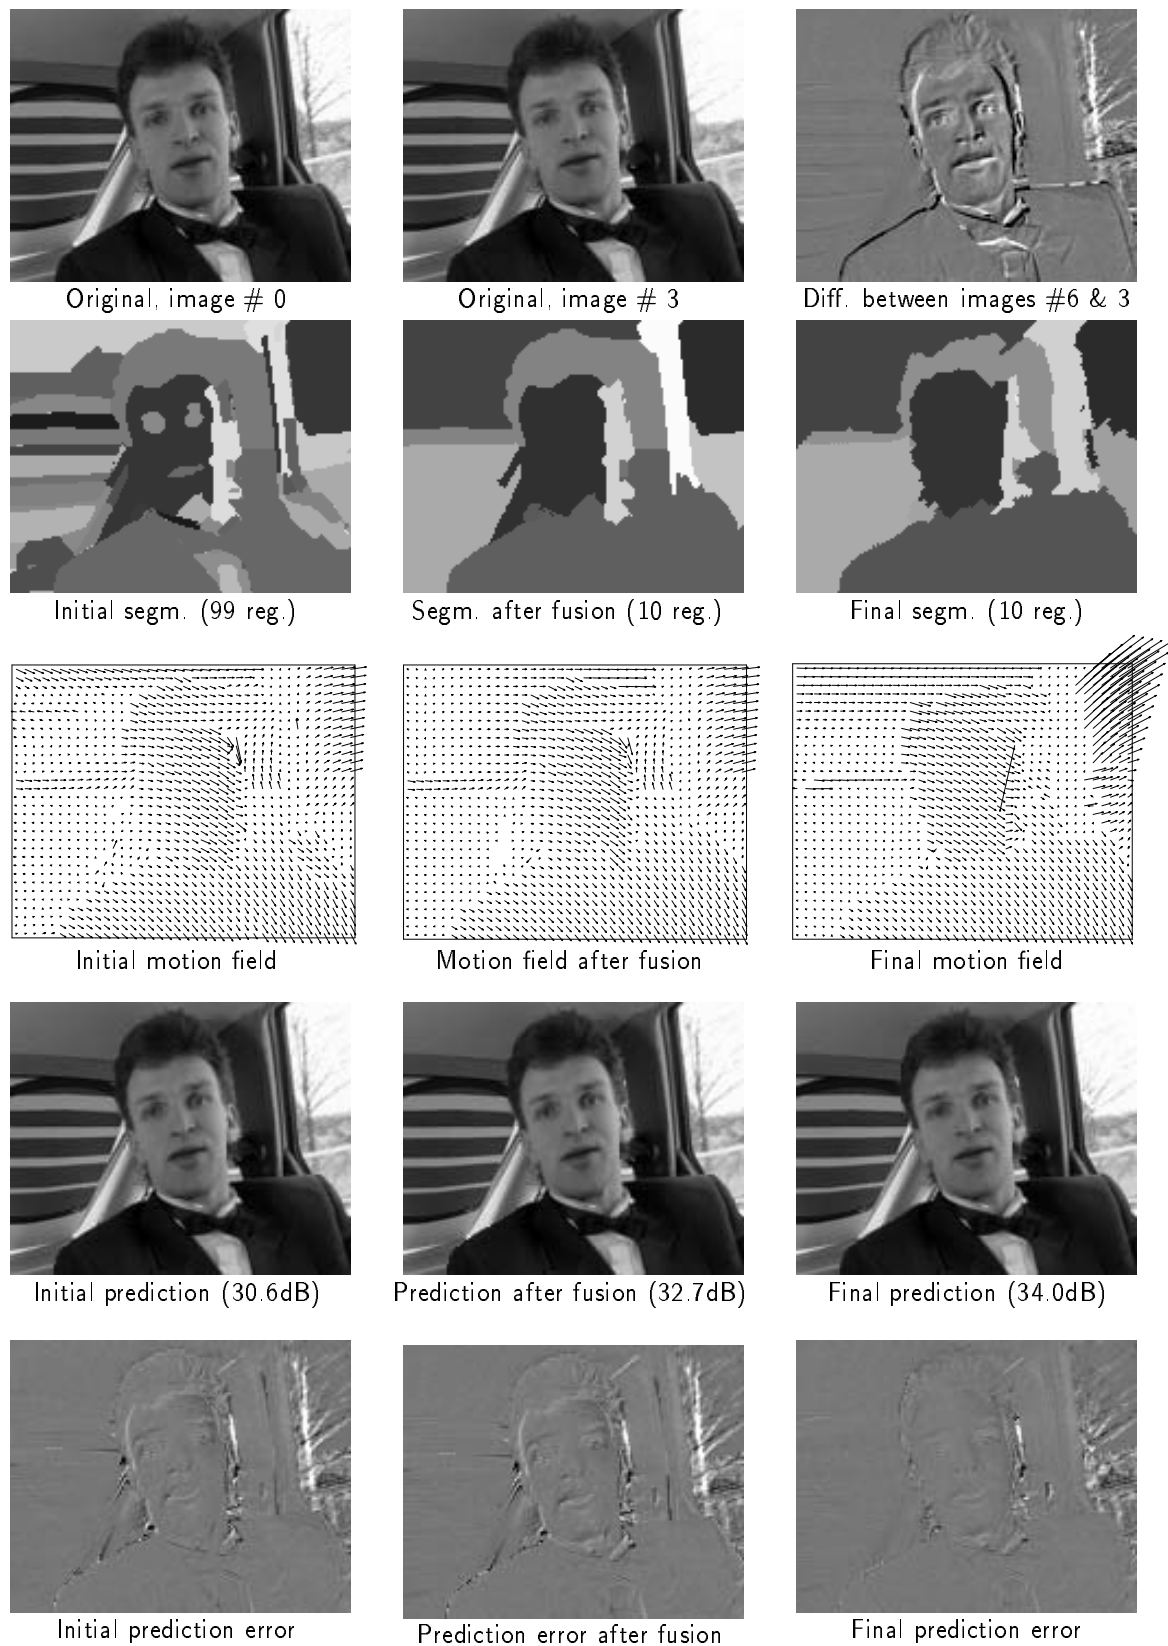 Original, image # 0
Original, image # 3
Diff. between images #6 & 3
Initial segm. (99 reg.)
Segm. after fusion (10 reg.)
Final segm. (10 reg.)
Initial motion field
Motion field after fusion
Final motion field
Initial prediction (30.6dB)
Prediction after fusion (32.7dB)
Final prediction (34.0dB)
Initial prediction error
Prediction error after fusion
Final prediction error